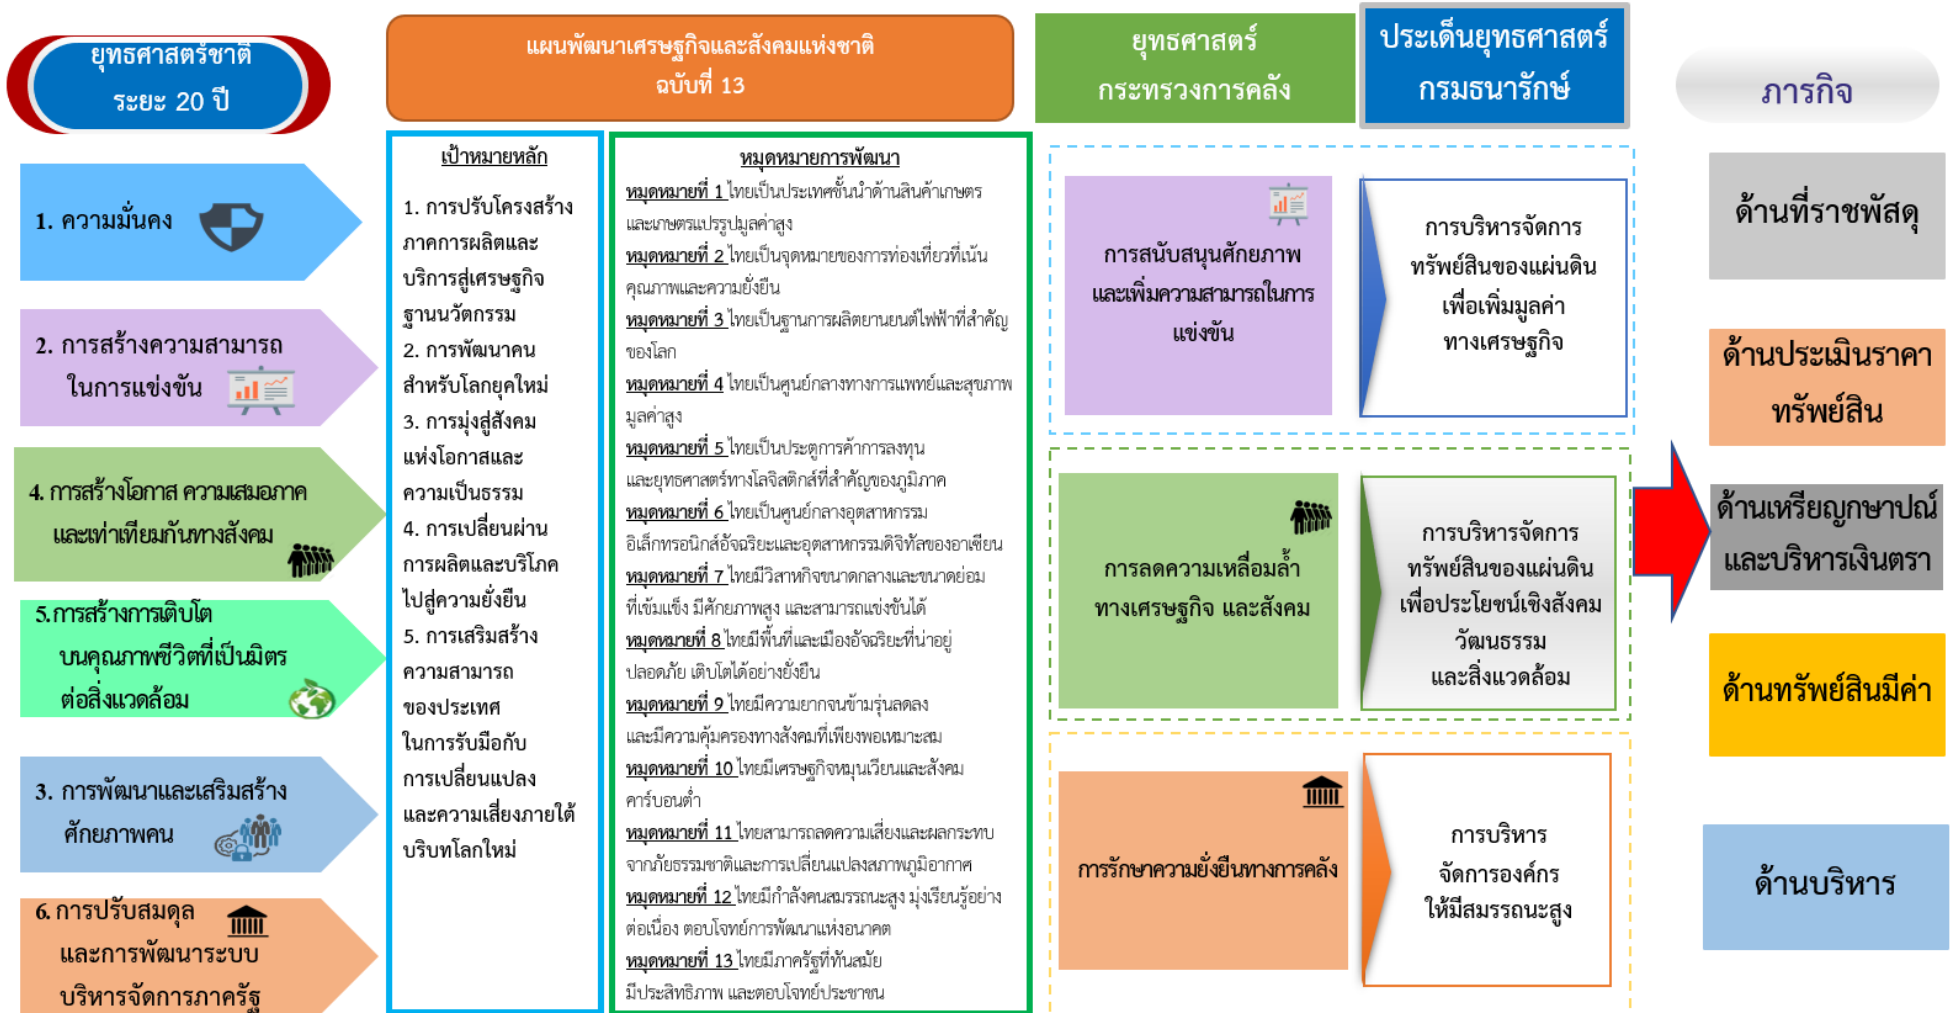 ยุทธศาสตร์ชาติ
ระยะ 20 ปี
แผนพัฒนาเศรษฐกิจและสังคมแห่งชาติ
ฉบับที่ 13
ยุทธศาสตร์
กระทรวงการคลัง
ประเด็นยุทธศาสตร์
กรมธนารักษ์
ภารกิจ
1. ความมั่นคง
2. การสร้างความสามารถ
ในการแข่งขัน
4. การสร้างโอกาส ความเสมอภาค
และเท่าเทียมกันทางสังคม
5.การสร้างการเติบโต
บนคุณภาพชีวิตที่เป็นมิตร
ต่อสิ่งแวดล้อม
3. การพัฒนาและเสริมสร้าง
ศักยภาพคน
6. การปรับสมดุล
และการพัฒนาระบบ
บริหารจัดการภาครัฐ
เป้าหมายหลัก
1. การปรับโครงสร้าง
ภาคการผลิตและ
บริการสู่เศรษฐกิจ
ฐานนวัตกรรม
2. การพัฒนาคน
สำหรับโลกยุคใหม่
3. การมุ่งสู่สังคม
แห่งโอกาสและ
ความเป็นธรรม
4. การเปลี่ยนผ่าน
การผลิตและบริโภค
ไปสู่ความยั่งยืน
5. การเสริมสร้าง
ความสามารถ
ของประเทศ
ในการรับมือกับ
การเปลี่ยนแปลง
และความเสี่ยงภายใต้
บริบทโลกใหม่
หมุดหมายการพัฒนา
หมุดหมายที่ 1 ไทยเป็นประเทศชั้นนำด้านสินค้าเกษตร
และเกษตรแปรรูปมูลค่าสูง
หมุดหมายที่ 2 ไทยเป็นจุดหมายของการท่องเที่ยวที่เน้น
คุณภาพและความยั่งยืน
หมุดหมายที่ 3 ไทยเป็นฐานการผลิตยานยนต์ไฟฟ้าที่สำคัญ
ของโลก
หมุดหมายที่ 4 ไทยเป็นศูนย์กลางทางการแพทย์และสุขภาพ
มูลค่าสูง
หมุดหมายที่ 5 ไทยเป็นประตูการค้าการลงทุน
และยุทธศาสตร์ทางโลจิสติกส์ที่สำคัญของภูมิภาค
หมุดหมายที่ 6 ไทยเป็นศูนย์กลางอุตสาหกรรม
อิเล็กทรอนิกส์อัจฉริยะและอุตสาหกรรมดิจิทัลของอาเซียน
หมุดหมายที่ 7 ไทยมีวิสาหกิจขนาดกลางและขนาดย่อม
ที่เข้มแข็ง มีศักยภาพสูง และสามารถแข่งขันได้
หมุดหมายที่ 8 ไทยมีพื้นที่และเมืองอัจฉริยะที่น่าอยู่
ปลอดภัย เติบโตได้อย่างยั่งยืน
หมุดหมายที่ 9 ไทยมีความยากจนข้ามรุ่นลดลง
และมีความคุ้มครองทางสังคมที่เพียงพอเหมาะสม
หมุดหมายที่ 10 ไทยมีเศรษฐกิจหมุนเวียนและสังคม
คาร์บอนต่ำ
หมุดหมายที่ 11 ไทยสามารถลดความเสี่ยงและผลกระทบ
จากภัยธรรมชาติและการเปลี่ยนแปลงสภาพภูมิอากาศ
หมุดหมายที่ 12 ไทยมีกำลังคนสมรรถนะสูง มุ่งเรียนรู้อย่าง
ต่อเนื่อง ตอบโจทย์การพัฒนาแห่งอนาคต
หมุดหมายที่ 13 ไทยมีภาครัฐที่ทันสมัย
มีประสิทธิภาพ และตอบโจทย์ประชาชน
การสนับสนุนศักยภาพ
และเพิ่มความสามารถในการ
แข่งขัน
การบริหารจัดการ
ทรัพย์สินของแผ่นดิน
เพื่อเพิ่มมูลค่า
ทางเศรษฐกิจ
การลดความเหลื่อมล้ำ
ทางเศรษฐกิจ และสังคม
การบริหารจัดการ
ทรัพย์สินของแผ่นดิน
เพื่อประโยชน์เชิงสังคม
วัฒนธรรม
และสิ่งแวดล้อม
การรักษาความยั่งยืนทางการคลัง
การบริหาร
จัดการองค์กร
ให้มีสมรรถนะสูง
ด้านที่ราชพัสดุ
ด้านประเมินราคา
ทรัพย์สิน
ด้านเหรียญกษาปณ์
และบริหารเงินตรา
ด้านทรัพย์สินมีค่า
ด้านบริหาร